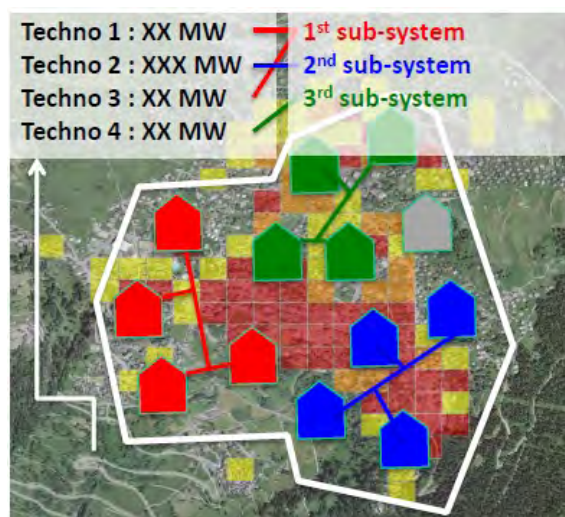 Techno 1 : XX MW 1st sub-system
Techno 2 : XXX MW 2nd sub-system
Techno 3 : XX MW 3rd sub-system
Techno 4 : XX MW